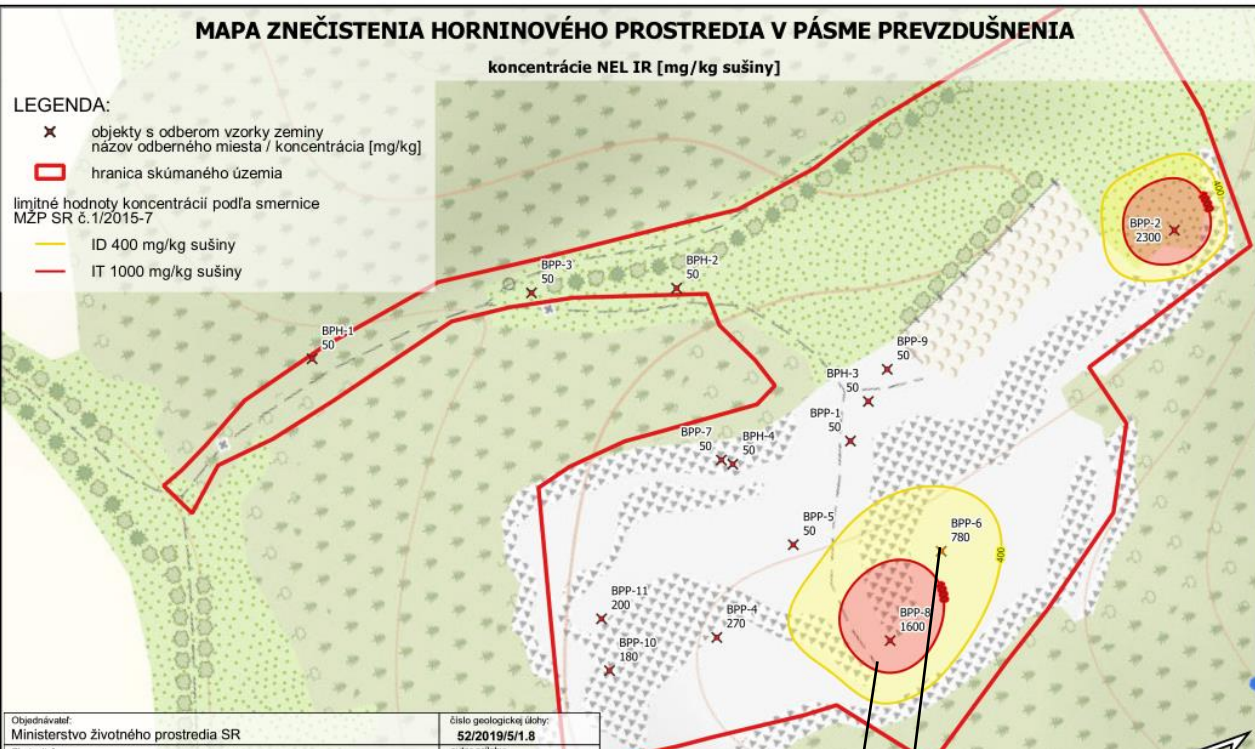 MAPA ZNEČISTENIA HORNINOVÉHO PROSTREDIA V PÁSME PREVZDUŠNENIA
koncentrácie NEL IR [mg/kg sušiny]
LEGENDA:
objekty s odberom vzorky zeminy
názov odberného miesta / koncentrácia [mg/kg]
hranica skúmaného územia
limitné hodnoty koncentrácií podľa smernice
MŽP SR č.1/2015-7
ID 400 mg/kg sušiny
IT 1000 mg/kg sušiny
400
BPP-2
2300
BPP-3
50
BPH-2
50
BPH-1
50
BPP-9
50
BPH-3
50
BPP-1
50
BPP-7
50
BPH-4
50
BPP-5
50
BPP-6
780
400
BPP-11
200
BPP-4
270
BPP-8
1600
BPP-10
180
Objednávateľ:
Ministerstvo životného prostredia SR
číslo geologickej úlohy:
52/2019/5/1.8